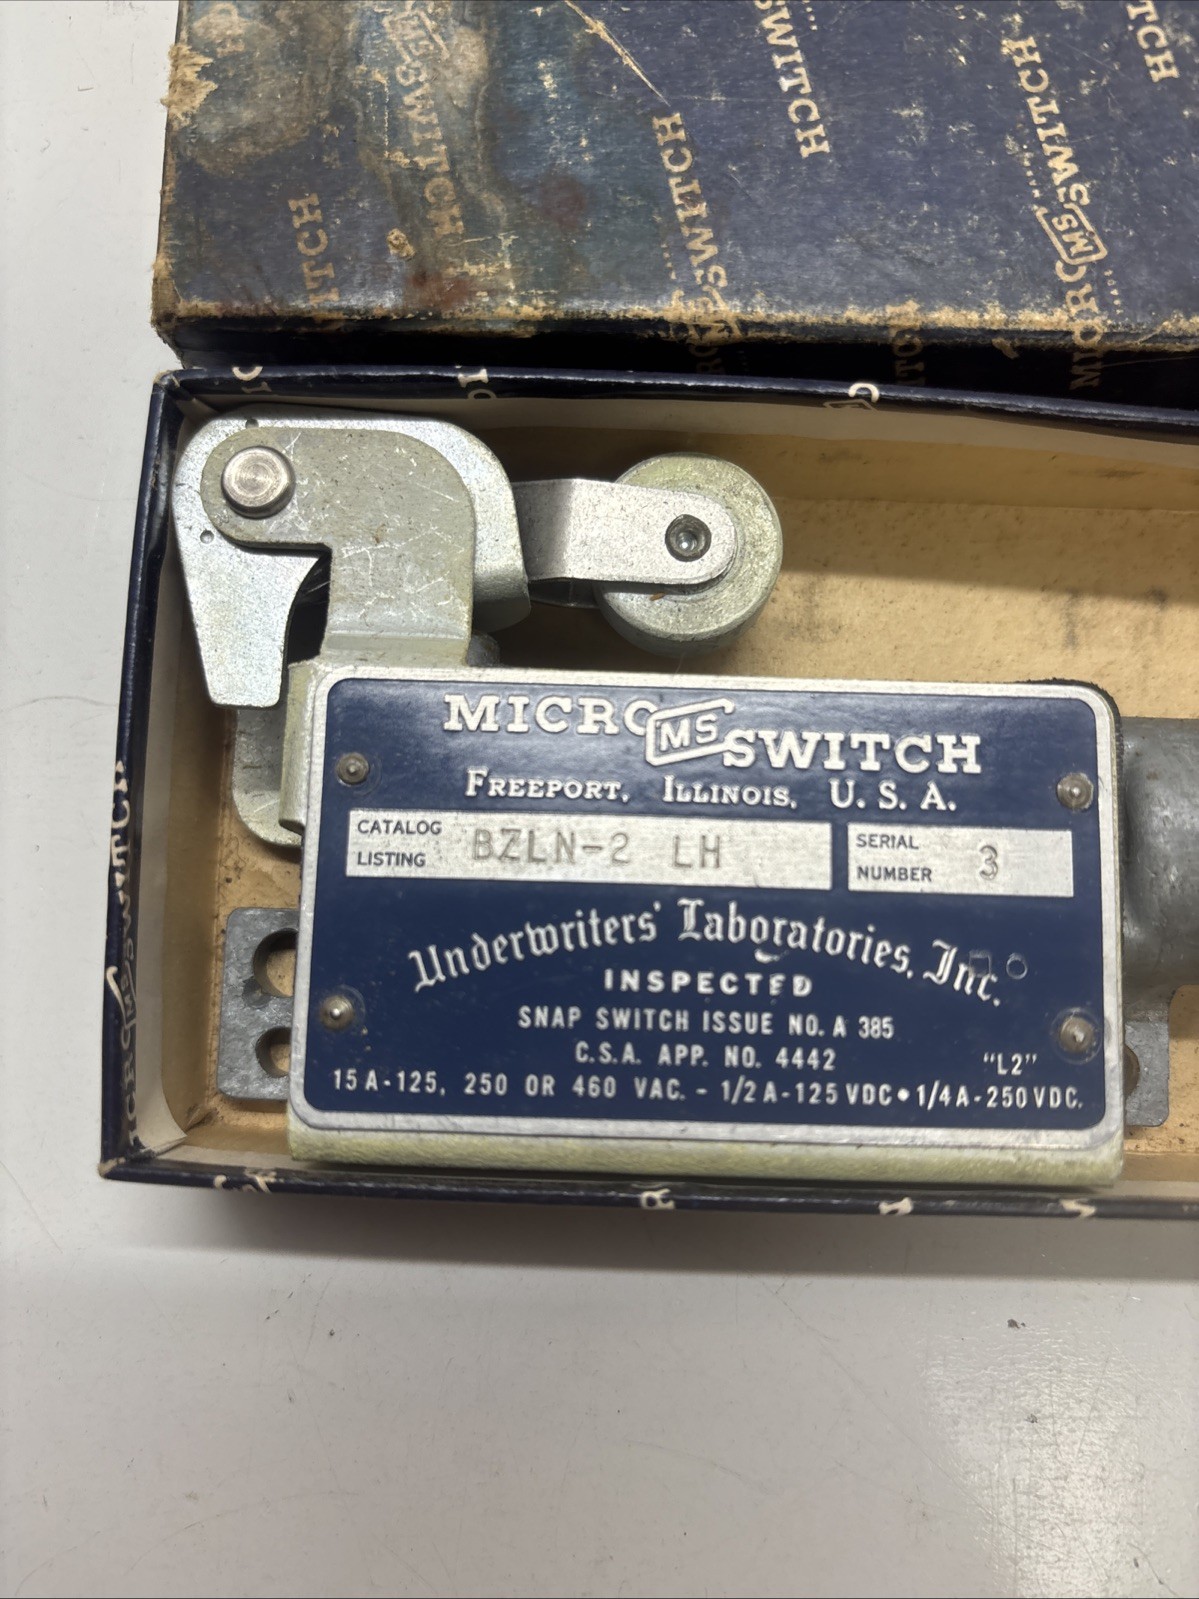 MICRO MS SWITCH
FREEPORT, ILLINOIS, U. S. A.
CATALOG LISTING BZLN-2 LH
SERIAL NUMBER 3
Underwriters' Laboratories, Inc.
INSPECTED
SNAP SWITCH ISSUE NO. A 385
C.S.A. APP. NO. 4442
"L2"
15 A - 125, 250 OR 460 VAC. - 1/2 A - 125 VDC • 1/4 A - 250 VDC.
SWITCH
SWITCH
MICRO MS SWITCH